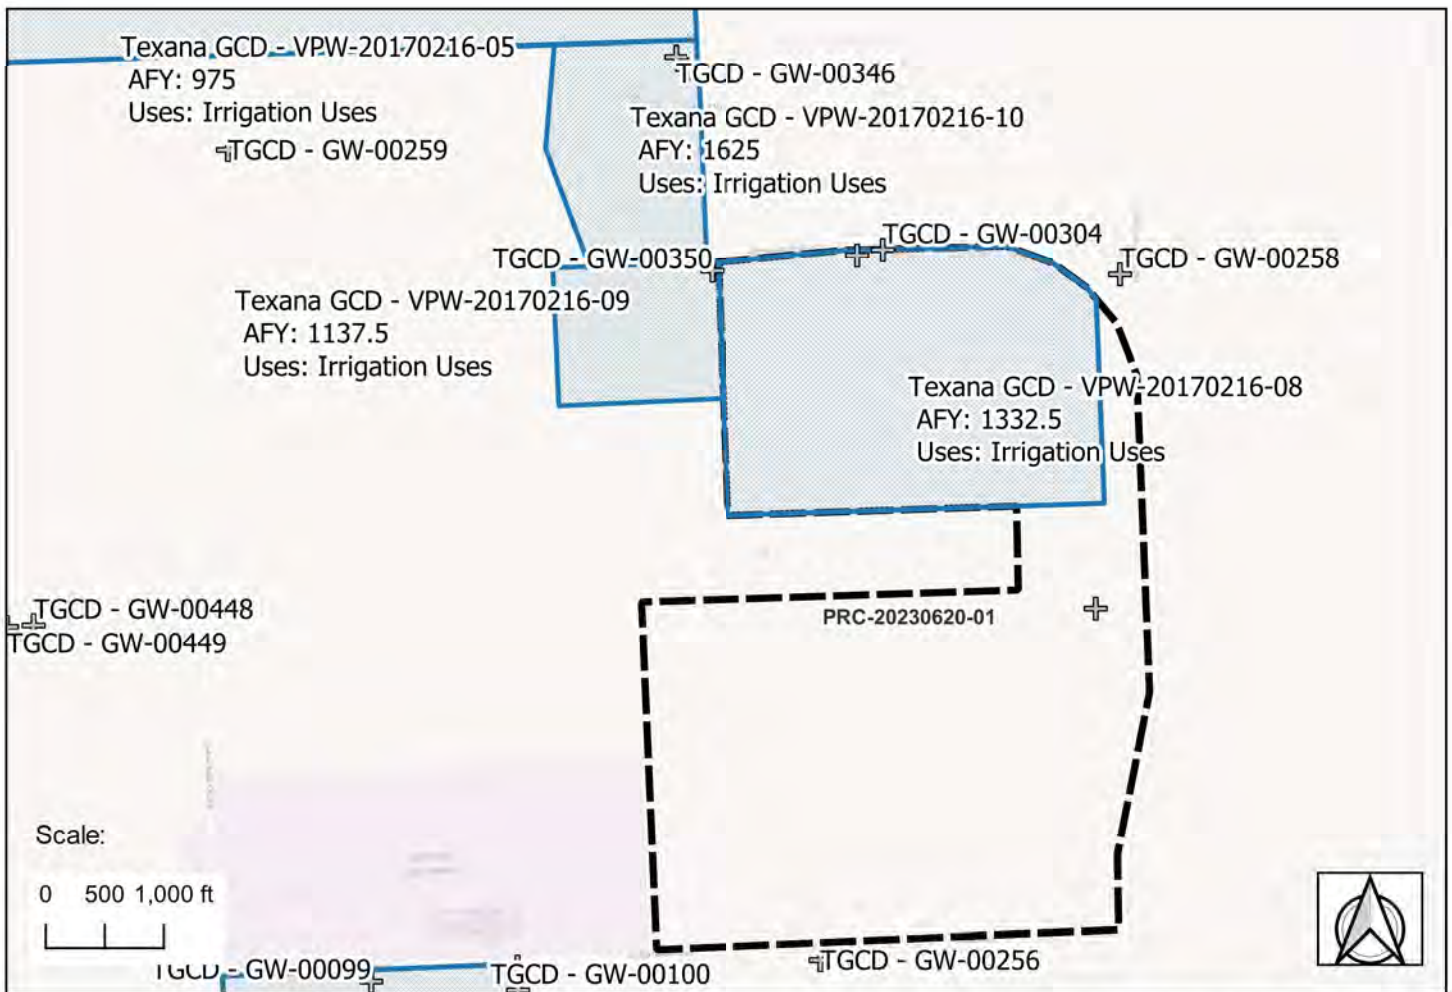 Texana GCD - VPW-20170216-05
AFY: 975
Uses: Irrigation Uses
TGCD - GW-00346
Texana GCD - VPW-20170216-10
AFY: 1625
Uses: Irrigation Uses
TGCD - GW-00259
TGCD - GW-00304
TGCD - GW-00350
TGCD - GW-00258
Texana GCD - VPW-20170216-09
AFY: 1137.5
Uses: Irrigation Uses
Texana GCD - VPW-20170216-08
AFY: 1332.5
Uses: Irrigation Uses
TGCD - GW-00448
TGCD - GW-00449
PRC-20230620-01
Scale:
0 500 1,000 ft
TGCD - GW-00256
TGCD - GW-00099
TGCD - GW-00100